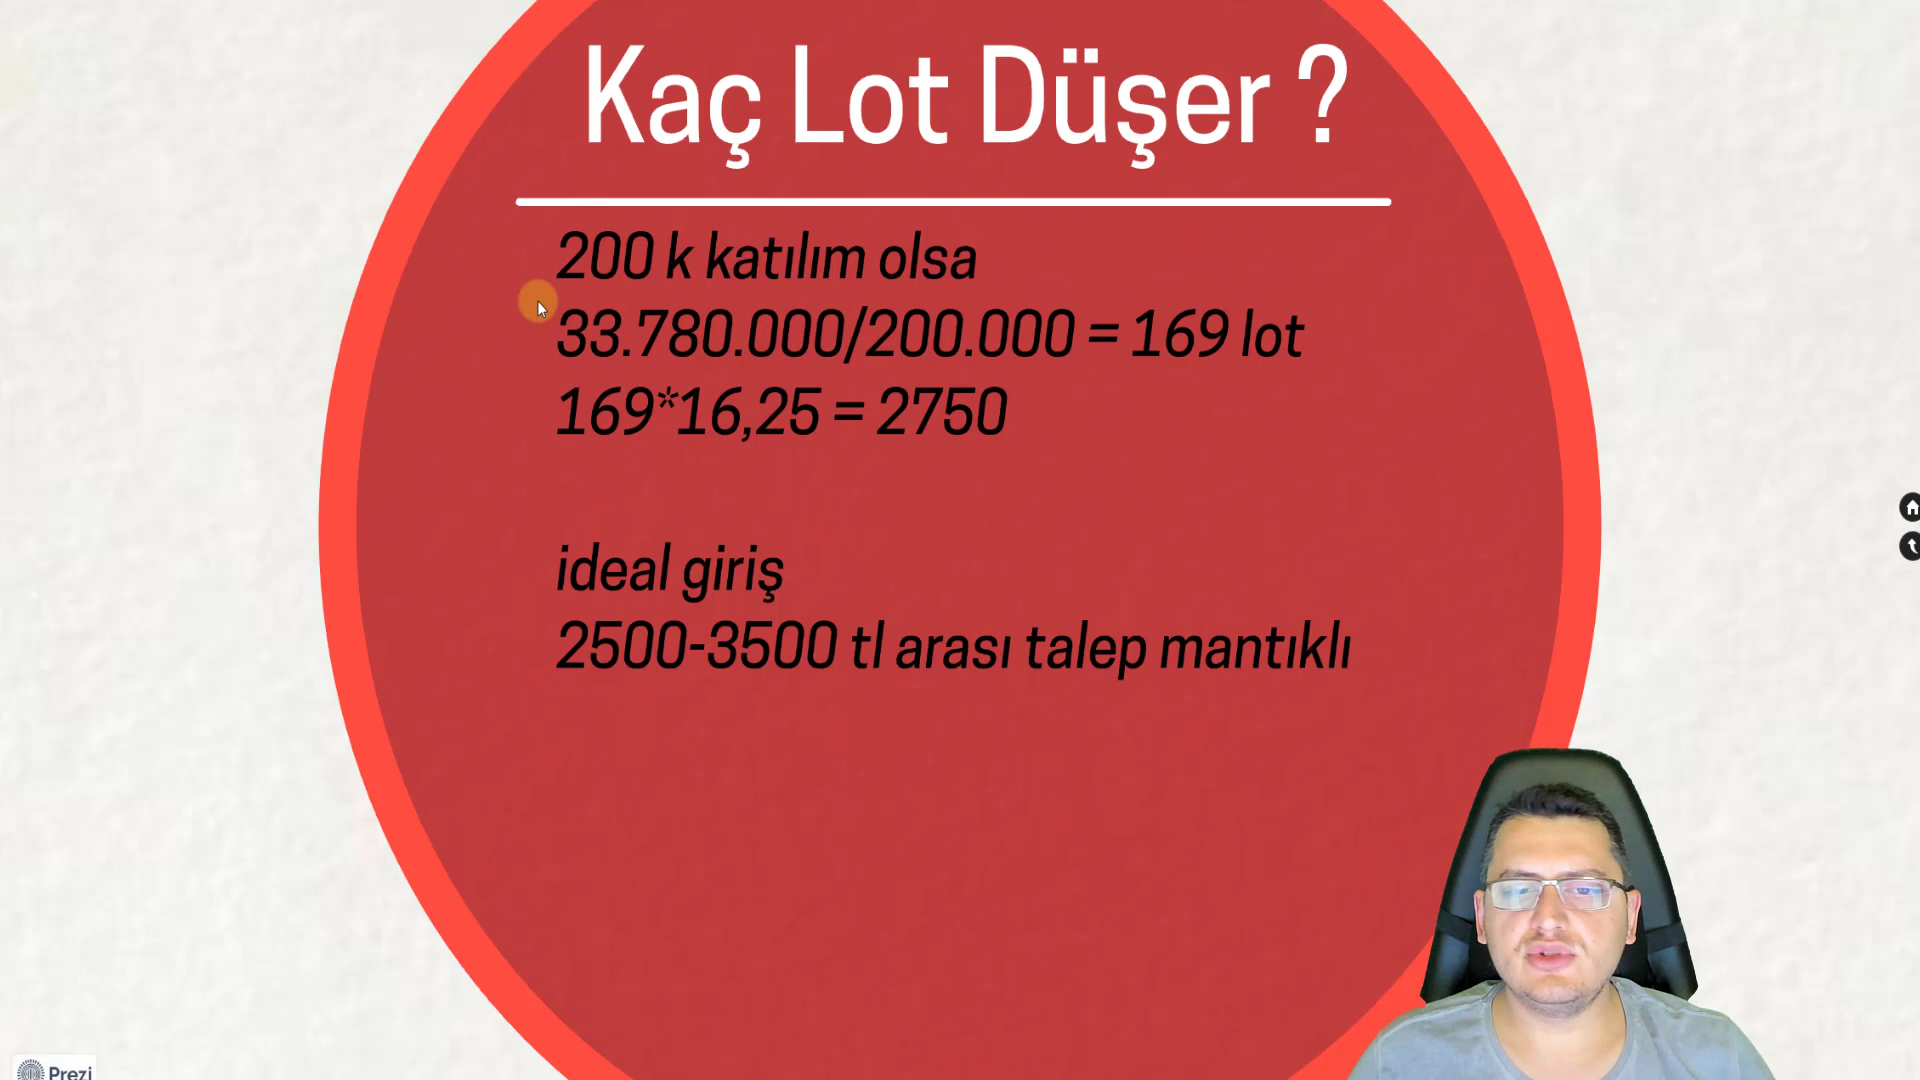 Kaç Lot Düşer ?
200 k katılım olsa
33.780.000/200.000 = 169 lot
169*16,25 = 2750
ideal giriş
2500-3500 tl arası talep mantıklı
Prezi